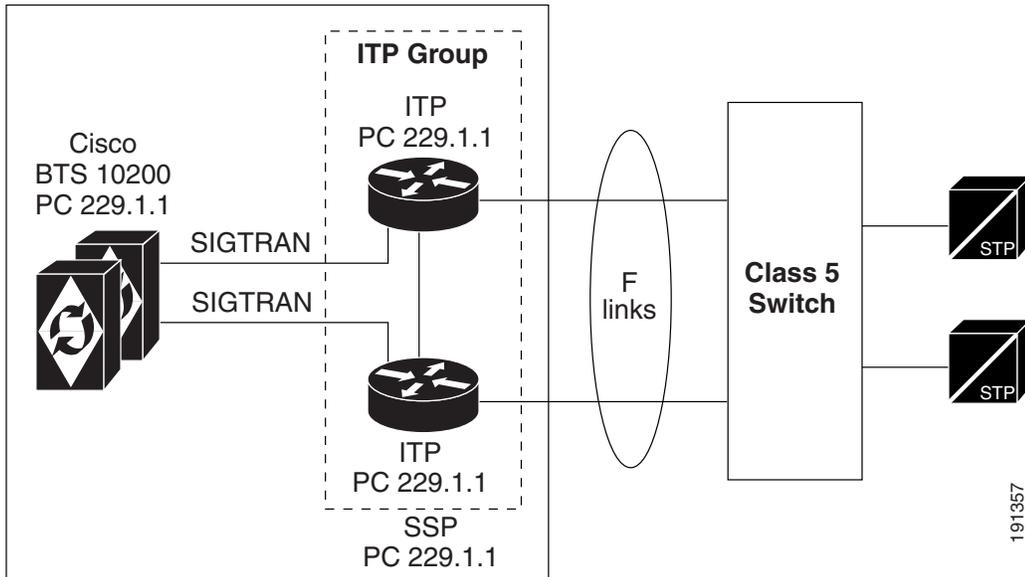 ITP Group
ITP
PC 229.1.1
Cisco
BTS 10200
PC 229.1.1
SIGTRAN
SIGTRAN
ITP
PC 229.1.1
SSP
PC 229.1.1
F
links
Class 5
Switch
STP
STP
191357